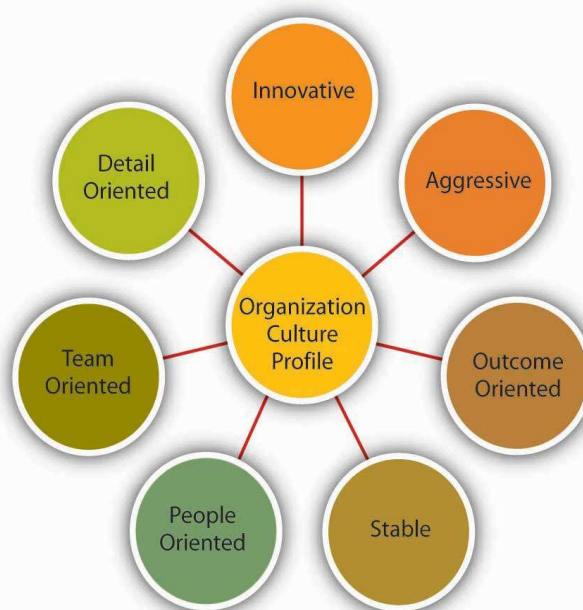 Innovative
Detail
Oriented
Aggressive
Organization
Culture
Profile
Team
Oriented
Outcome
Oriented
People
Oriented
Stable